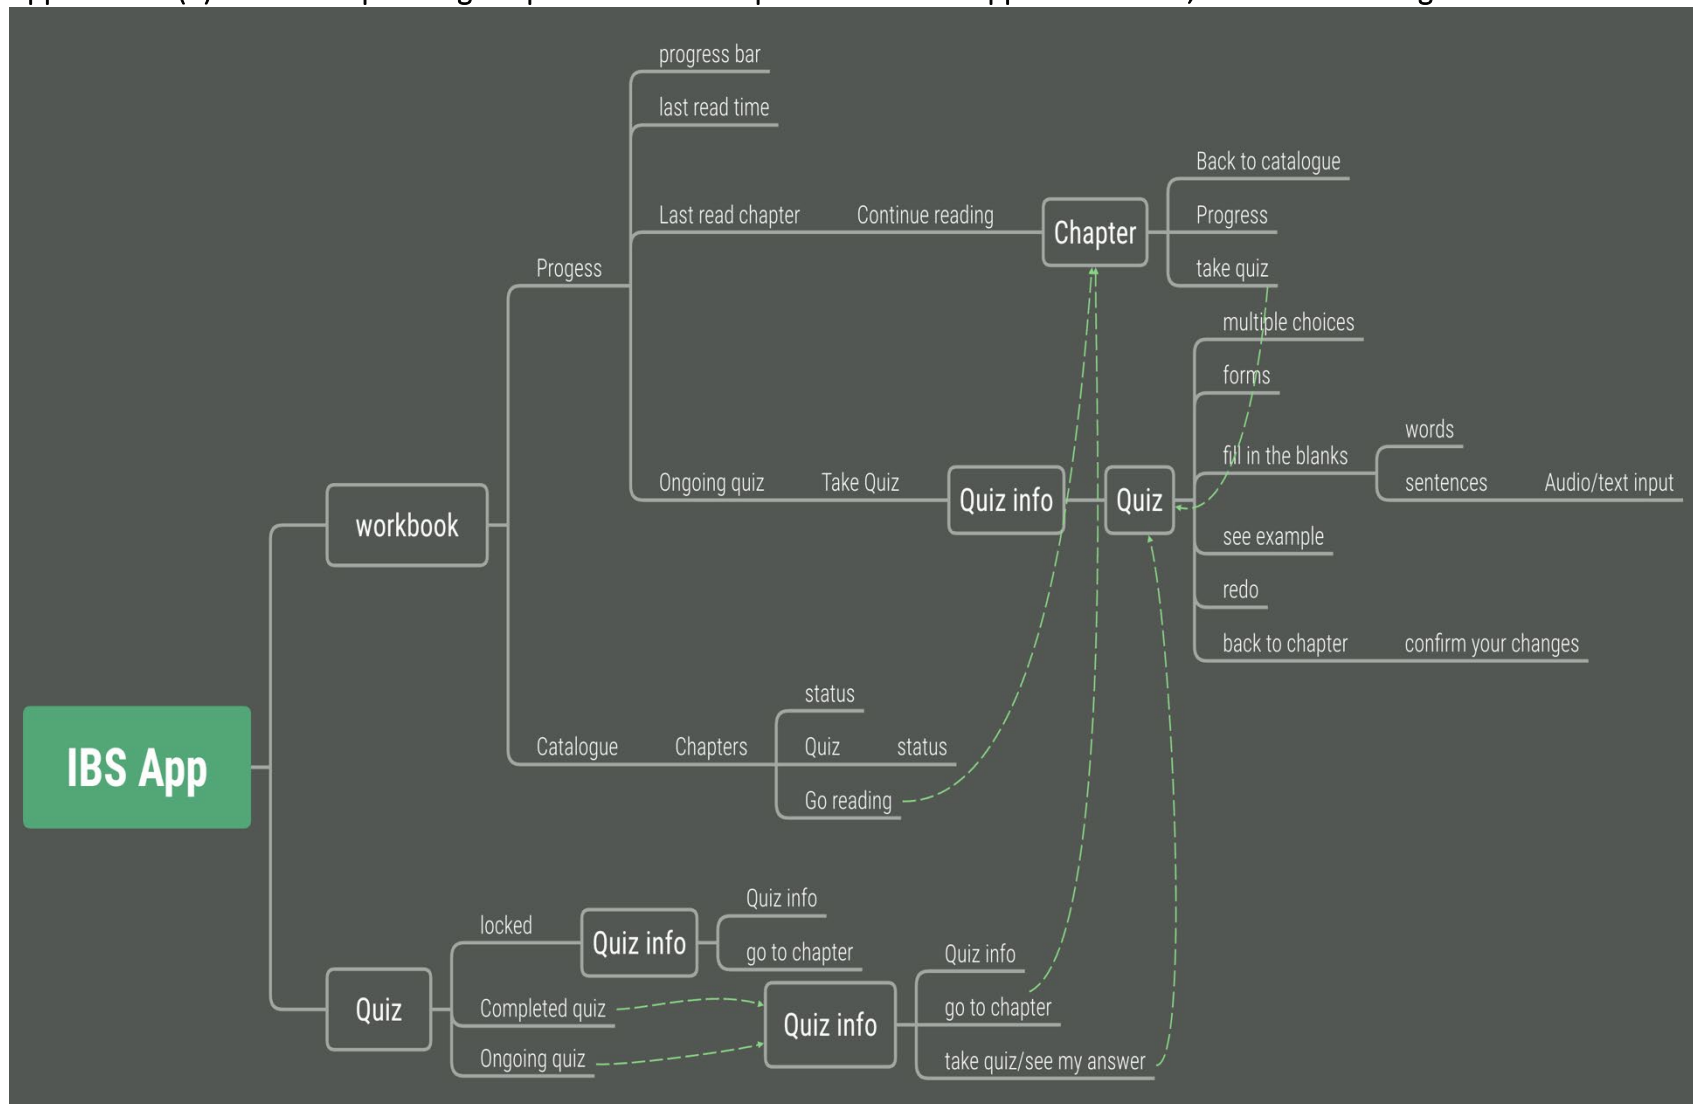 progress bar
last read time
Back to catalogue
Last read chapter
Continue reading
Chapter
Progress
Progess
take quiz
multiple choices
forms
words
fill in the blanks
Ongoing quiz
Take Quiz
Quiz info
Quiz
sentences
Audio/text input
workbook
see example
redo
back to chapter
confirm your changes
status
Catalogue
Chapters
Quiz
status
IBS App
Go reading
Quiz info
locked
Quiz info
go to chapter
Quiz info
Quiz
Completed quiz
Quiz info
go to chapter
Ongoing quiz
take quiz/see my answer